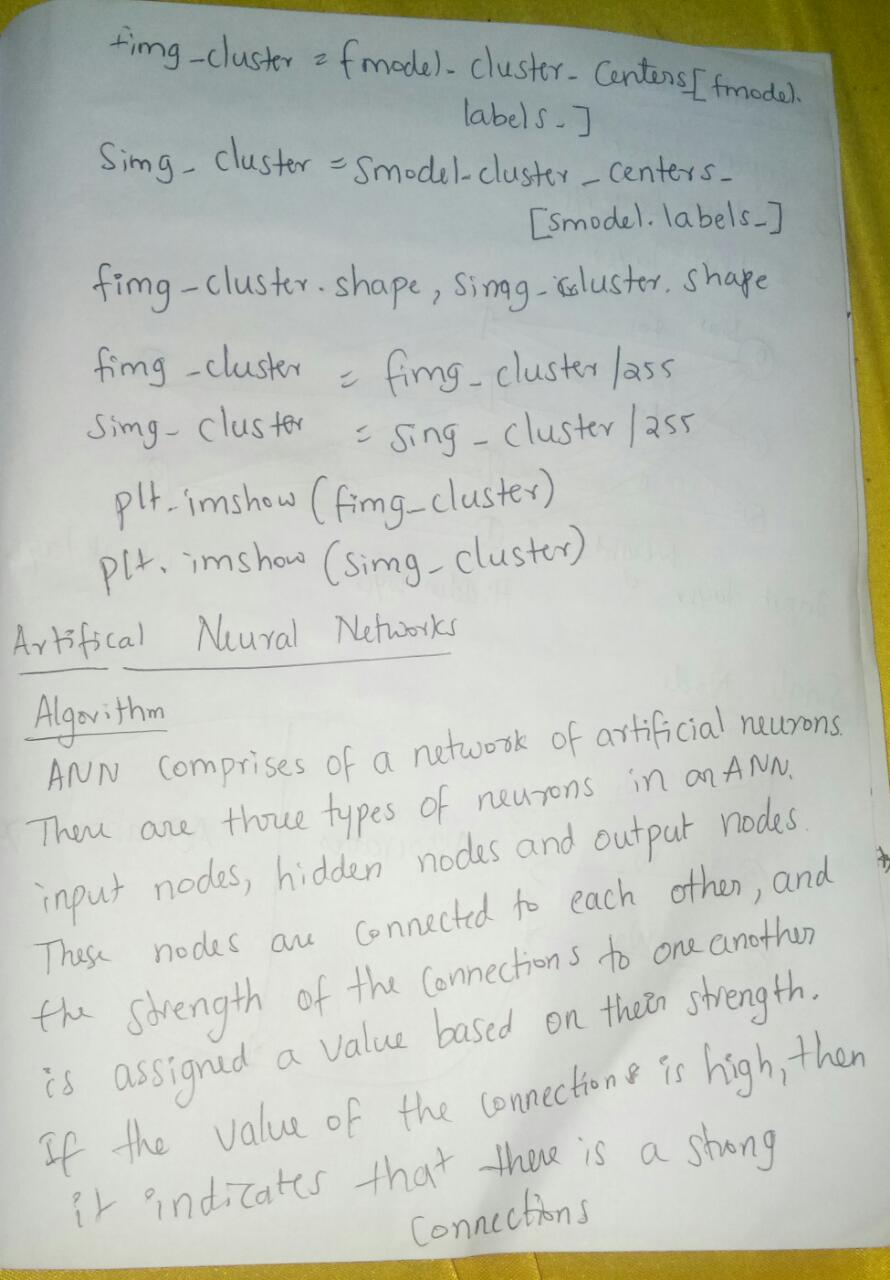 fimg-cluster = fmodel-cluster-Centers[fmodel.
labels-]
Simg-cluster = Smodel-cluster-centers-
[smodel.labels-]
fimg-cluster.shape, Simgg-cluster.shape
fimg-cluster = fimg-cluster/255
Simg-cluster = sing-cluster/255
plt.imshow(fimg-cluster)
plt.imshow(simg-cluster)
Artifical Neural Networks
Algorithm
ANN Comprises of a network of artificial neurons.
There are three types of neurons in an ANN.
input nodes, hidden nodes and output nodes.
These nodes are Connected to each other, and
the strength of the Connections to one another
is assigned a value based on their strength.
If the value of the connections is high, then
it indicates that there is a strong
Connections